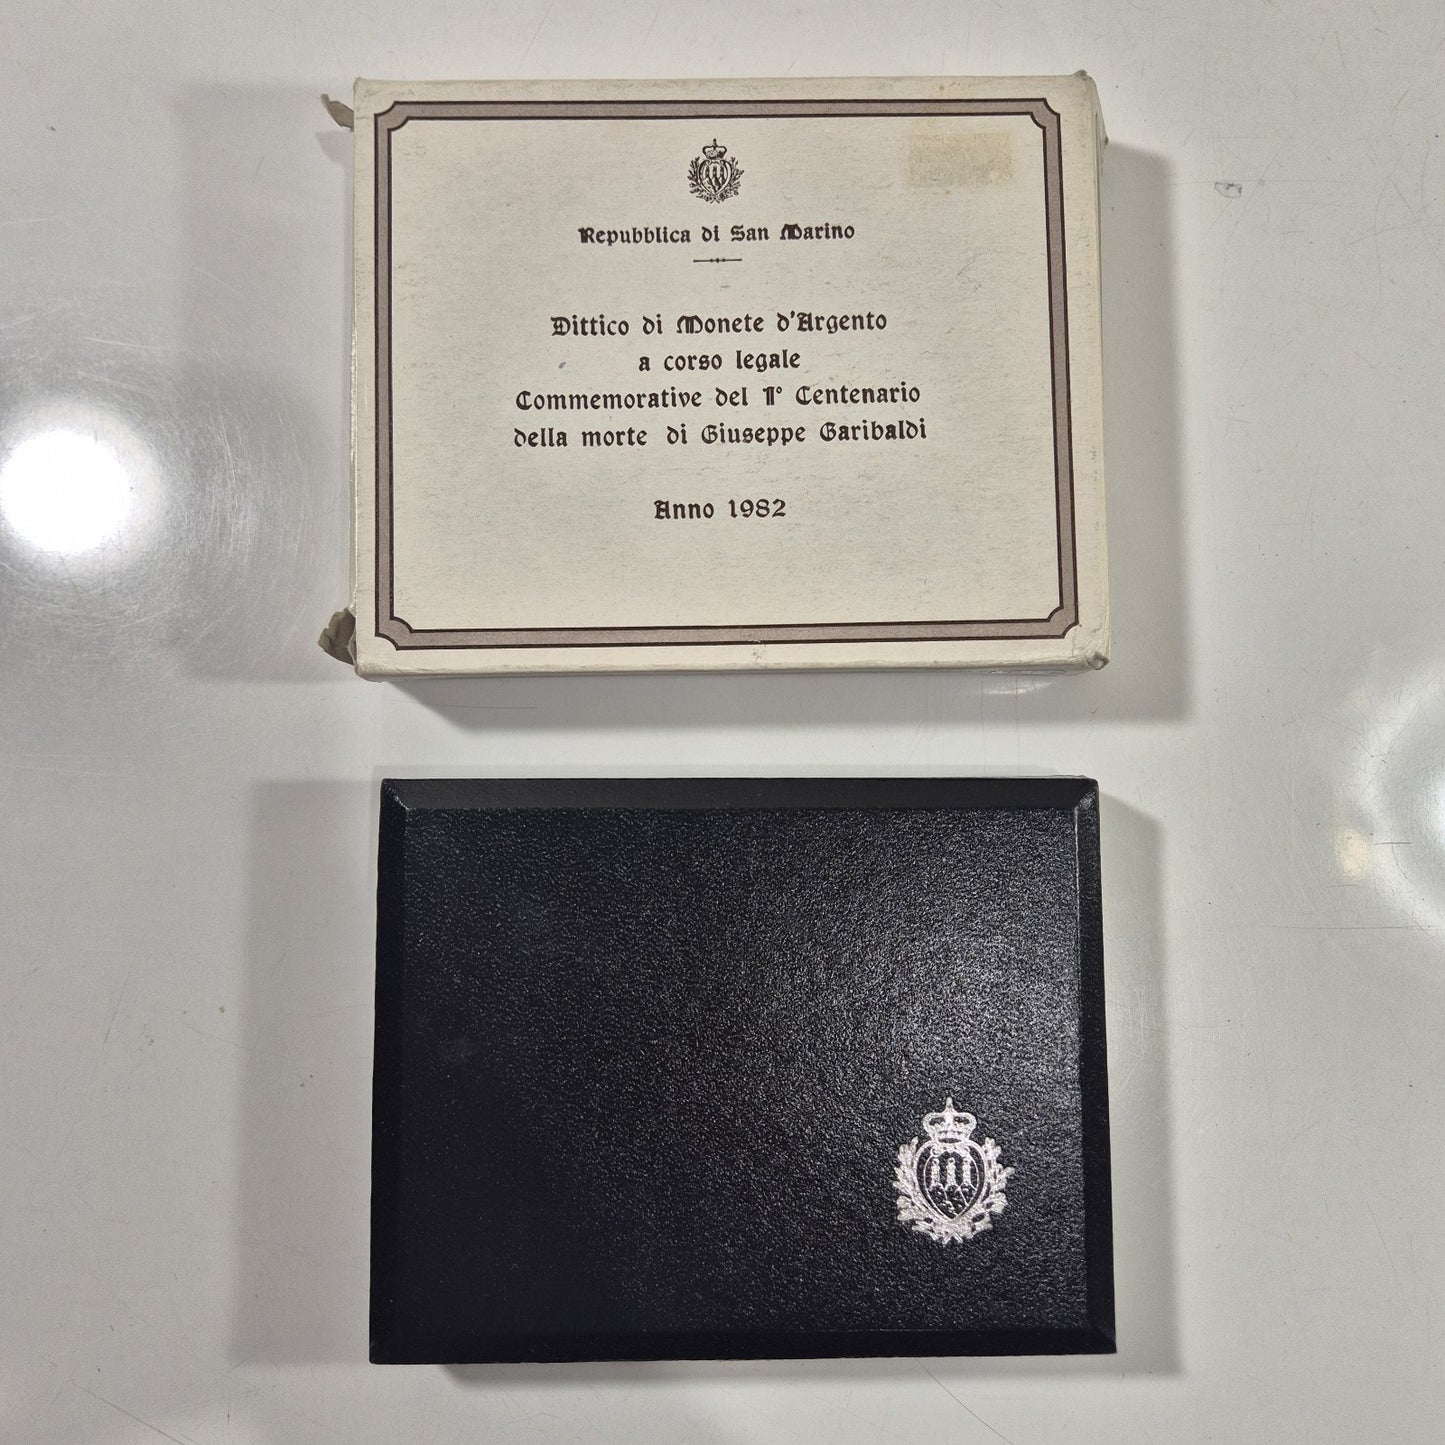 Repubblica di San Marino
Dittico di Monete d'Argento
a corso legale
Commemorative del 1° Centenario
della morte di Giuseppe Garibaldi
Anno 1982